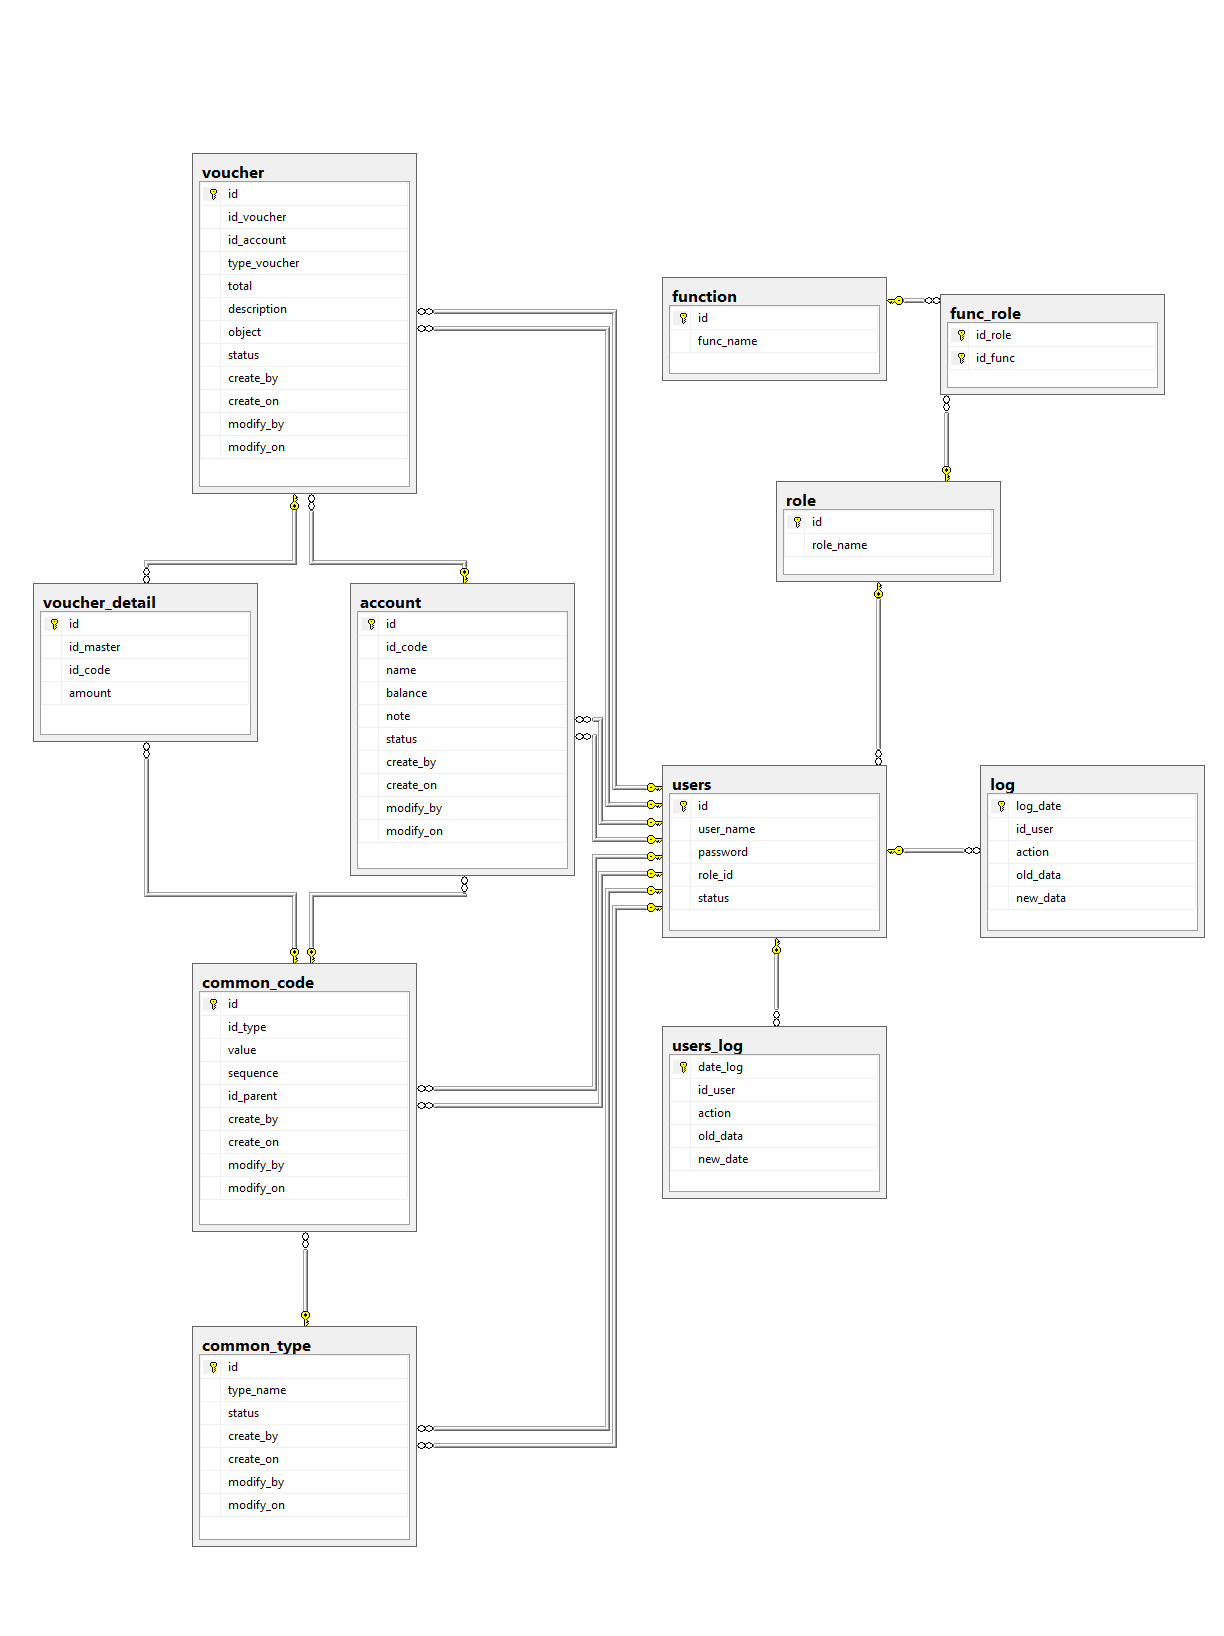 voucher
id
id_voucher
id_account
type_voucher
total
description
object
status
create_by
create_on
modify_by
modify_on
function
id
func_name
func_role
id_role
id_func
role
id
role_name
voucher_detail
id
id_master
id_code
amount
account
id
id_code
name
balance
note
status
create_by
create_on
modify_by
modify_on
users
id
user_name
password
role_id
status
log
log_date
id_user
action
old_data
new_data
common_code
id
id_type
value
sequence
id_parent
create_by
create_on
modify_by
modify_on
users_log
date_log
id_user
action
old_data
new_date
common_type
id
type_name
status
create_by
create_on
modify_by
modify_on